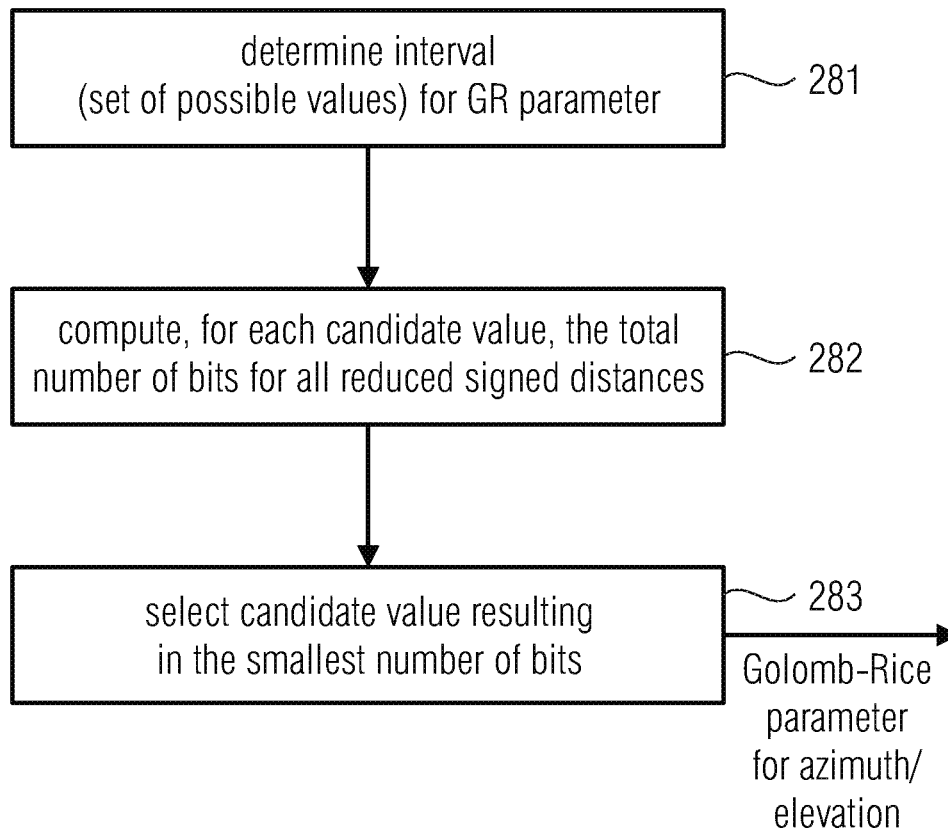 determine interval
(set of possible values) for GR parameter
281
compute, for each candidate value, the total
number of bits for all reduced signed distances
282
select candidate value resulting
in the smallest number of bits
283
Golomb-Rice
parameter
for azimuth/
elevation